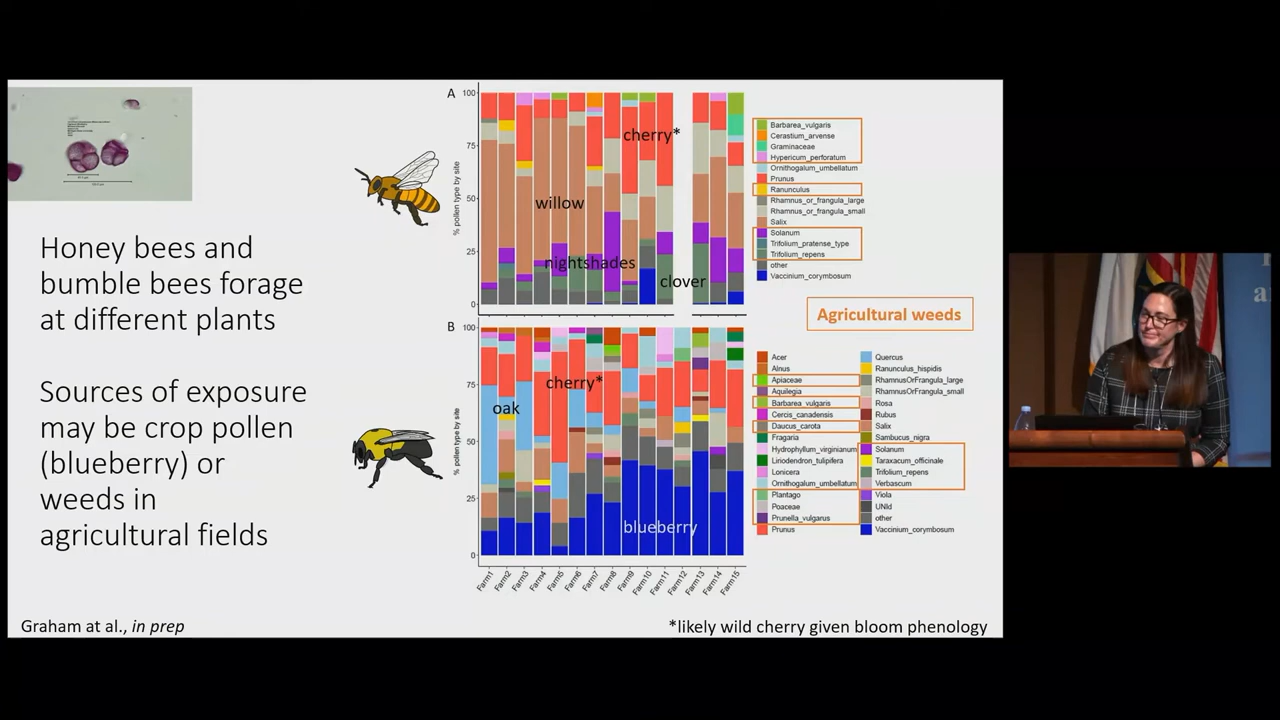 Honey bees and
bumble bees forage
at different plants
Sources of exposure
may be crop pollen
(blueberry) or
weeds in
agricultural fields
Graham at al., in prep
A
% pollen type by site
100
75
50
25
0
cherry*
willow
nightshades
clover
Barbarea_vulgaris
Cerastium_arvense
Graminaceae
Hypericum_perforatum
Ornithogalum_umbellatum
Prunus
Ranunculus
Rhamnus_or_frangula_large
Rhamnus_or_frangula_small
Salix
Solanum
Trifolium_pratense_type
Trifolium_repens
other
Vaccinium_corymbosum
Agricultural weeds
B
% pollen type by site
100
75
50
25
0
cherry*
oak
blueberry
Farm1
Farm2
Farm3
Farm4
Farm5
Farm6
Farm7
Farm8
Farm9
Farm10
Farm11
Farm12
Farm13
Farm14
Farm15
Acer
Alnus
Apiaceae
Aquilegia
Barbarea_vulgaris
Cercis_canadensis
Daucus_carota
Fragaria
Hydrophyllum_virginianum
Liriodendron_tulipifera
Lonicera
Ornithogalum_umbellatum
Plantago
Poaceae
Prunella_vulgarus
Prunus
Quercus
Ranunculus_hispidis
RhamnusOrFrangula_large
RhamnusOrFrangula_small
Rosa
Rubus
Salix
Sambucus_nigra
Solanum
Taraxacum_officinale
Trifolium_repens
Verbascum
Viola
UNId
other
Vaccinium_corymbosum
*likely wild cherry given bloom phenology